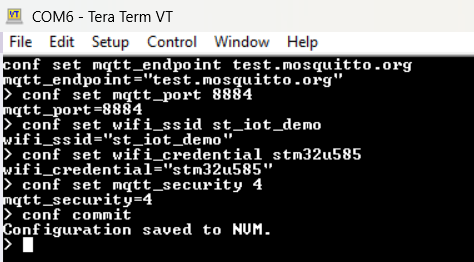 COM6 - Tera Term VT
File Edit Setup Control Window Help
conf set mqtt_endpoint test.mosquitto.org
mqtt_endpoint="test.mosquitto.org"
> conf set mqtt_port 8884
mqtt_port=8884
> conf set wifi_ssid st_iot_demo
wifi_ssid="st_iot_demo"
> conf set wifi_credential stm32u585
wifi_credential="stm32u585"
> conf set mqtt_security 4
mqtt_security=4
> conf commit
Configuration saved to NVM.
>